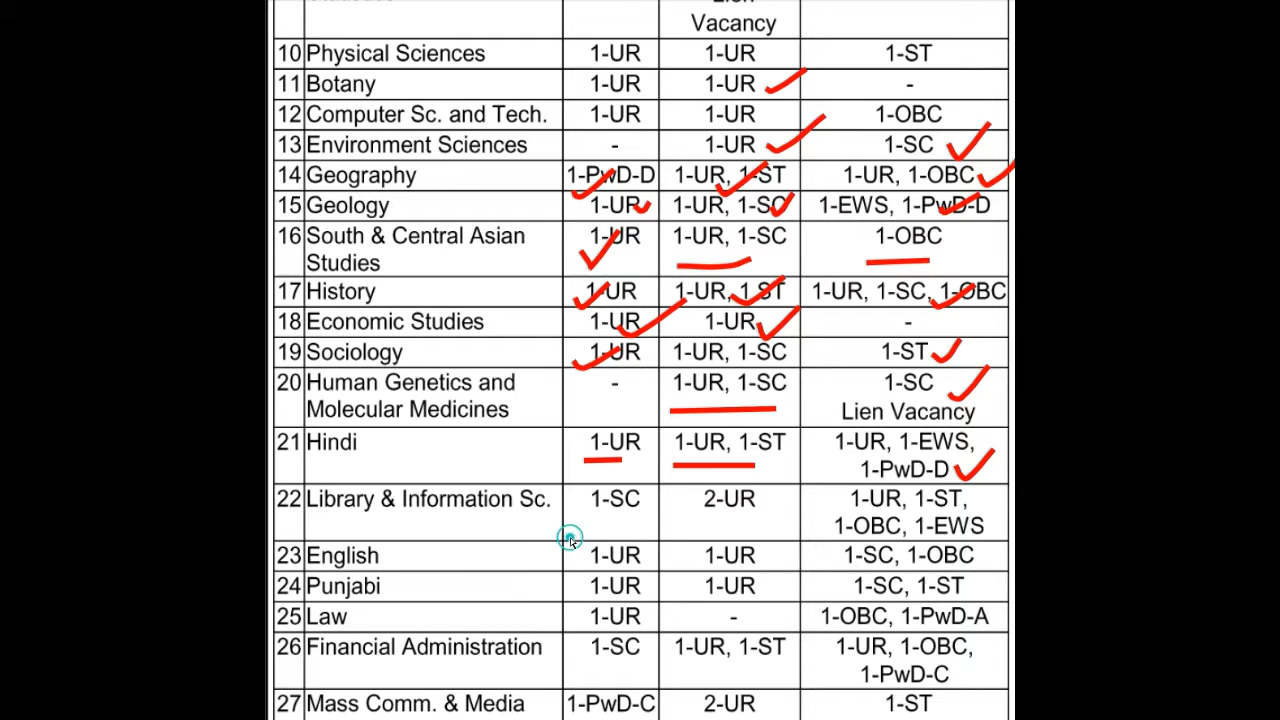 Lien
Vacancy
10 Physical Sciences 1-UR 1-UR 1-ST
11 Botany 1-UR 1-UR -
12 Computer Sc. and Tech. 1-UR 1-UR 1-OBC
13 Environment Sciences - 1-UR 1-SC
14 Geography 1-PwD-D 1-UR, 1-ST 1-UR, 1-OBC
15 Geology 1-UR 1-UR, 1-SC 1-EWS, 1-PwD-D
16 South & Central Asian 1-UR 1-UR, 1-SC 1-OBC
Studies
17 History 1-UR 1-UR, 1 ST 1-UR, 1-SC, 1-OBC
18 Economic Studies 1-UR 1-UR -
19 Sociology 1-UR 1-UR, 1-SC 1-ST
20 Human Genetics and - 1-UR, 1-SC 1-SC
Molecular Medicines Lien Vacancy
21 Hindi 1-UR 1-UR, 1-ST 1-UR, 1-EWS,
1-PwD-D
22 Library & Information Sc. 1-SC 2-UR 1-UR, 1-ST,
1-OBC, 1-EWS
23 English 1-UR 1-UR 1-SC, 1-OBC
24 Punjabi 1-UR 1-UR 1-SC, 1-ST
25 Law 1-UR - 1-OBC, 1-PwD-A
26 Financial Administration 1-SC 1-UR, 1-ST 1-UR, 1-OBC,
1-PwD-C
27 Mass Comm. & Media 1-PwD-C 2-UR 1-ST